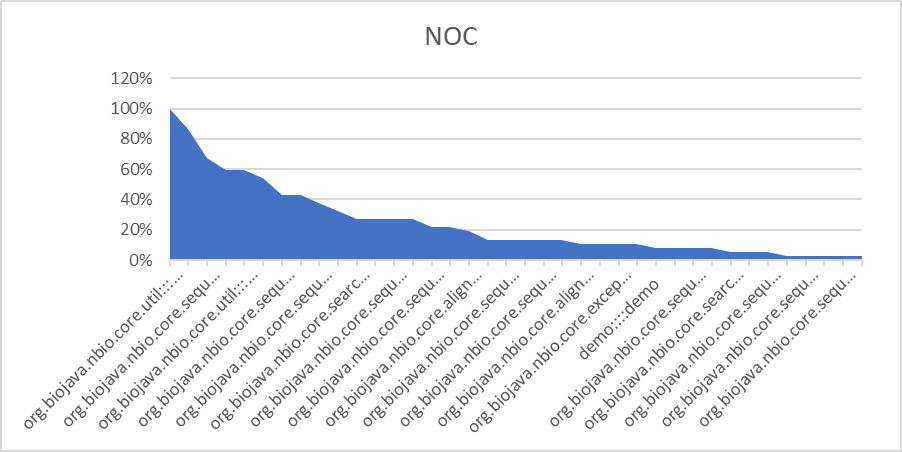 NOC
120%
100%
80%
60%
40%
20%
0%
org.biojava.nbio.core.util::::...
org.biojava.nbio.core.sequ...
org.biojava.nbio.core.util::::...
org.biojava.nbio.core.sequ...
org.biojava.nbio.core.sequ...
org.biojava.nbio.core.searc...
org.biojava.nbio.core.sequ...
org.biojava.nbio.core.sequ...
org.biojava.nbio.core.align...
org.biojava.nbio.core.sequ...
org.biojava.nbio.core.sequ...
org.biojava.nbio.core.align...
org.biojava.nbio.core.excep...
demo::::demo
org.biojava.nbio.core.sequ...
org.biojava.nbio.core.searc...
org.biojava.nbio.core.sequ...
org.biojava.nbio.core.sequ...
org.biojava.nbio.core.sequ...